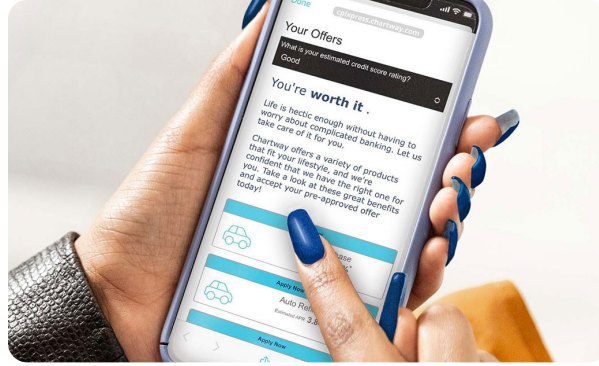 Done
cplxpress.chartway.com
Your Offers
What is your estimated credit score rating?
Good
You're worth it .
Life is hectic enough without having to
worry about complicated banking. Let us
take care of it for you.
Chartway offers a variety of products
that fit your lifestyle, and we're
confident that we have the right one for
you. Take a look at these great benefits
and accept your pre-approved offer
today!
Apply Now
Auto
Estimated APR 3.8
Apply Now